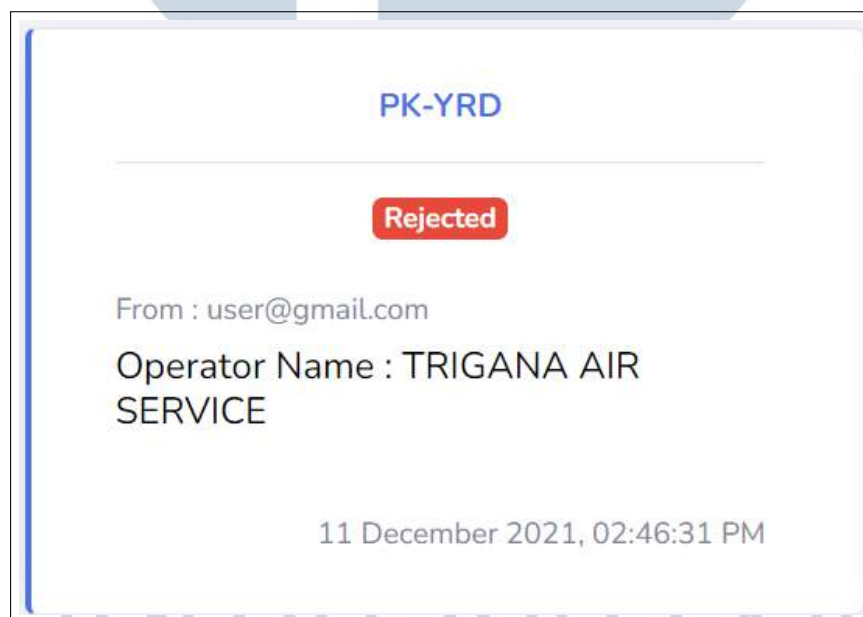 PK-YRD
Rejected
From : user@gmail.com
Operator Name : TRIGANA AIR
SERVICE
11 December 2021, 02:46:31 PM